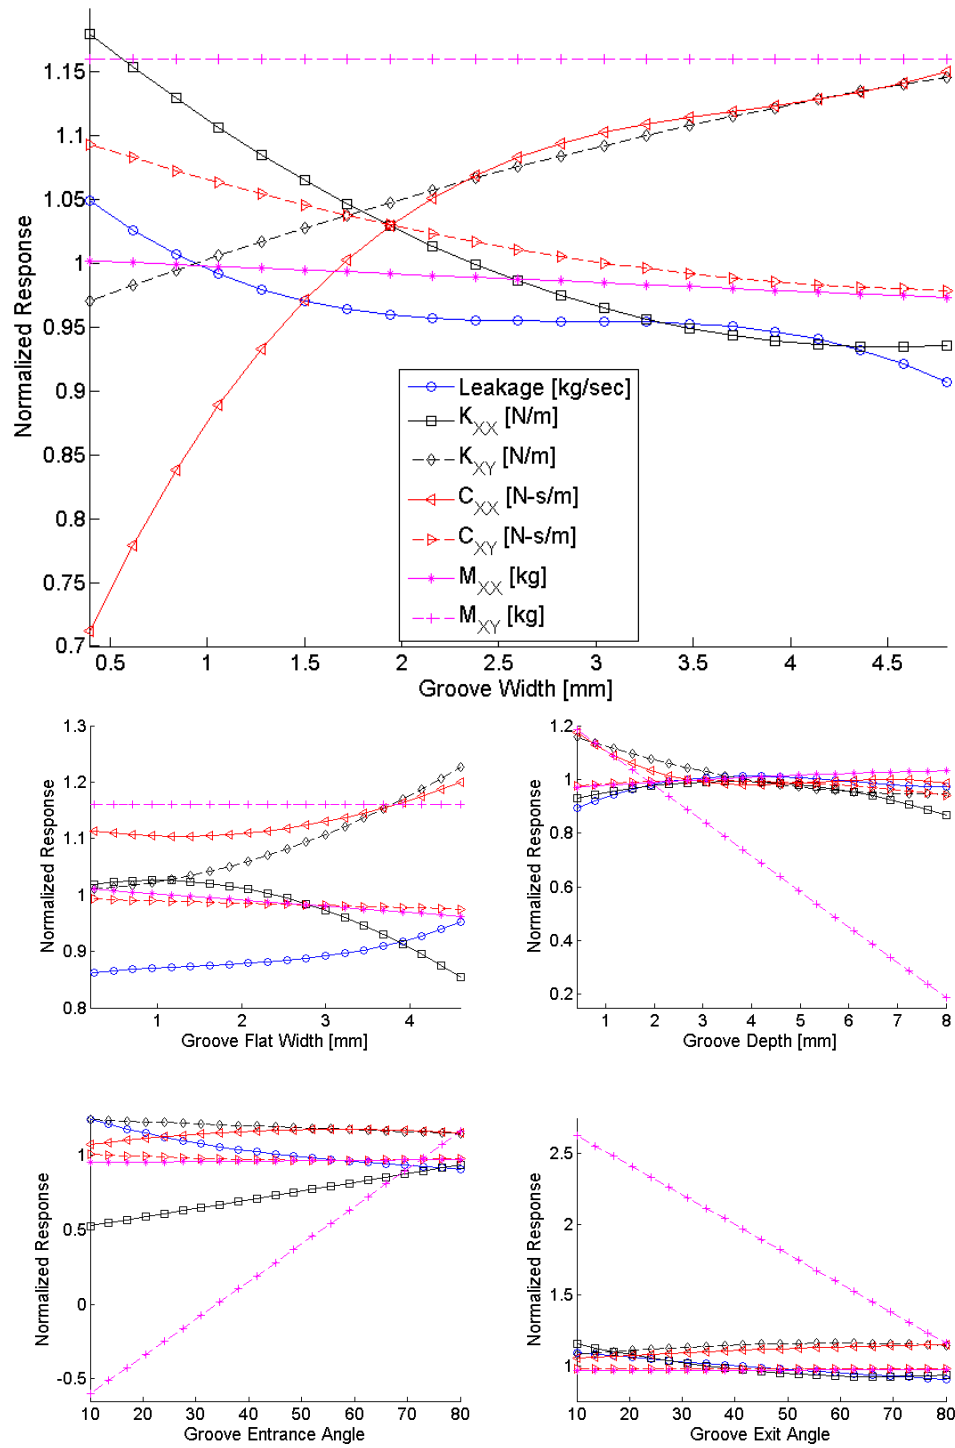 1.15
1.1
1.05
1
0.95
0.9
0.85
0.8
0.75
0.7
Normalized Response
0.5 1 1.5 2 2.5 3 3.5 4 4.5
Groove Width [mm]
Leakage [kg/sec]
K_XX [N/m]
K_XY [N/m]
C_XX [N-s/m]
C_XY [N-s/m]
M_XX [kg]
M_XY [kg]
1.3
1.2
1.1
1
0.9
0.8
Normalized Response
1 2 3 4
Groove Flat Width [mm]
1.2
1
0.8
0.6
0.4
0.2
Normalized Response
1 2 3 4 5 6 7 8
Groove Depth [mm]
1
0.5
0
-0.5
Normalized Response
10 20 30 40 50 60 70 80
Groove Entrance Angle
2.5
2
1.5
1
Normalized Response
10 20 30 40 50 60 70 80
Groove Exit Angle